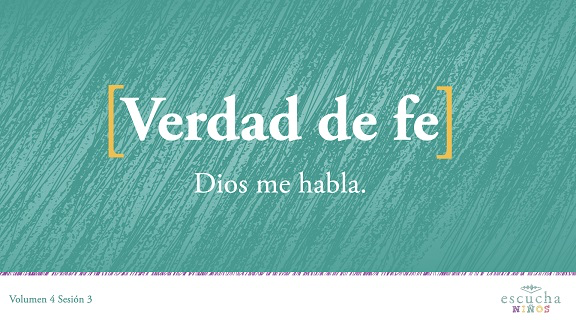 [Verdad de fe]
Dios me habla.
Volumen 4 Sesión 3
escucha
NIÑOS